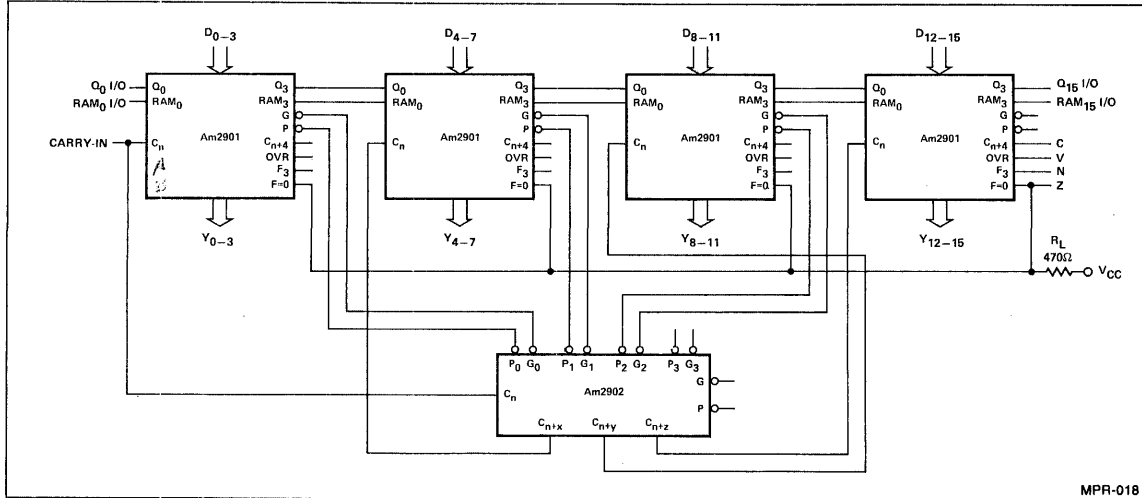 D0–3 D4–7 D8–11 D12–15
Q0 I/O Q0 Q3 Q0 Q3 Q0 Q3 Q0 Q3 Q15 I/O
RAM0 I/O RAM0 RAM3 RAM0 RAM3 RAM0 RAM3 RAM0 RAM3 RAM15 I/O
G G G G
P P P P
Am2901 Am2901 Am2901 Am2901
CARRY-IN Cn Cn+4 Cn Cn+4 Cn Cn+4 Cn Cn+4 C
OVR OVR OVR OVR V
F3 F3 F3 F3 N
F=0 F=0 F=0 F=0 Z
Y0–3 Y4–7 Y8–11 Y12–15
RL
470Ω
VCC
P0 G0 P1 G1 P2 G2 P3 G3
G
Am2902
Cn
P
Cn+x Cn+y Cn+z
MPR-018